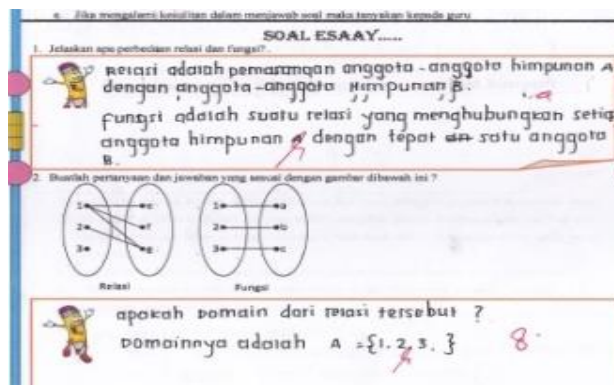 e. Jika mengalami kesulitan dalam menjawab soal maka tanyakan kepada guru
SOAL ESAAY.....
1. Jelaskan apa perbedaan relasi dan fungsi?..
Relasi adalah pemasangan anggota-anggota himpunan A
dengan anggota-anggota Himpunan B.
fungsi adalah suatu relasi yang menghubungkan setiap
anggota himpunan A dengan tepat satu anggota
B.
2. Buatlah pertanyaan dan jawaban yang sesuai dengan gambar dibawah ini ?
1 e 1 a
2 f 2 b
3 g 3 c
Relasi Fungsi
apakah Domain dari relasi tersebut ?
Domainnya adalah A = {1. 2, 3. } 8.